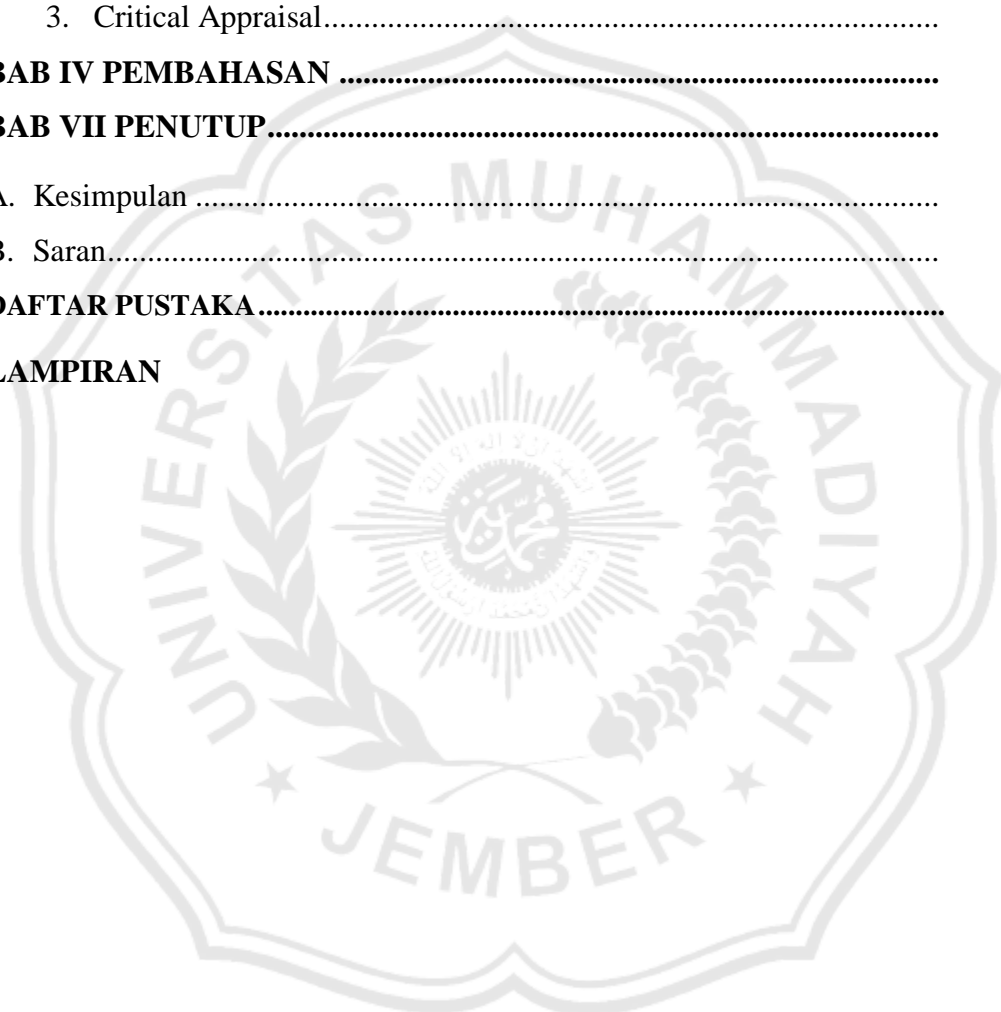 3. Critical Appraisal..........................................................................
BAB IV PEMBAHASAN ........................................................................
BAB VII PENUTUP.................................................................................
A. Kesimpulan .........................................................................................
B. Saran....................................................................................................
DAFTAR PUSTAKA..................................................................................
LAMPIRAN
UNIVERSITAS MUHAMMADIYAH
JEMBER